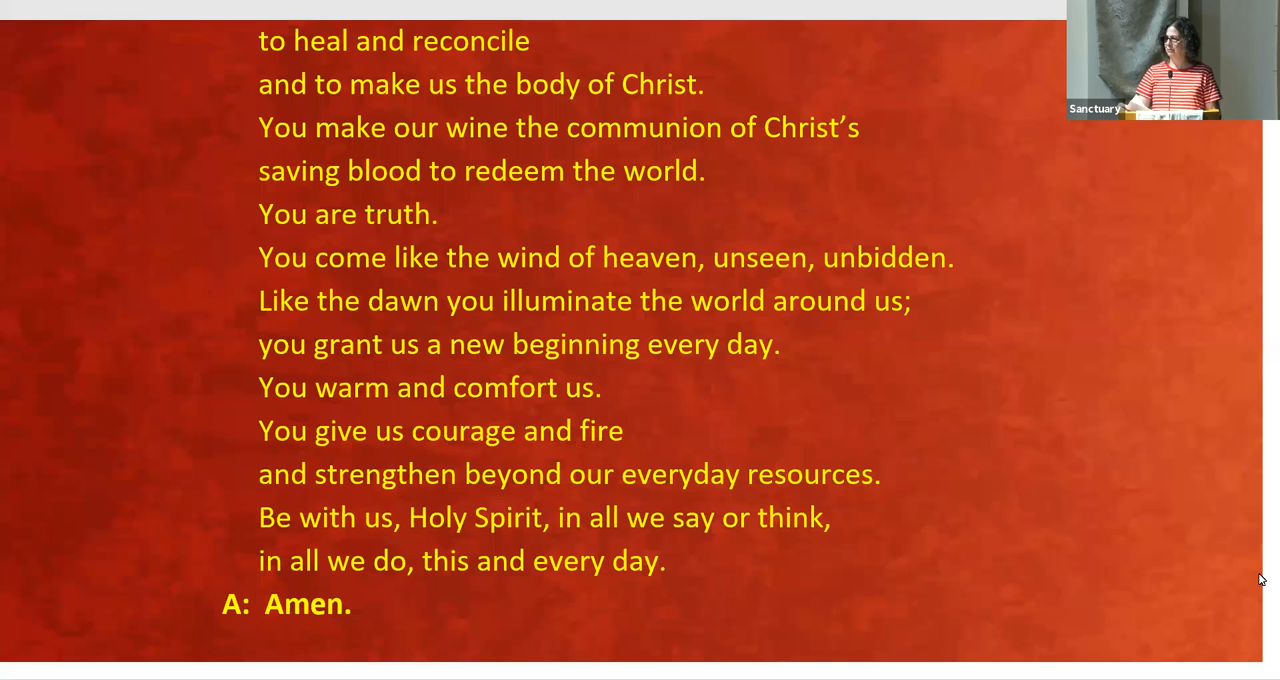 to heal and reconcile
and to make us the body of Christ.
You make our wine the communion of Christ’s
saving blood to redeem the world.
You are truth.
You come like the wind of heaven, unseen, unbidden.
Like the dawn you illuminate the world around us;
you grant us a new beginning every day.
You warm and comfort us.
You give us courage and fire
and strengthen beyond our everyday resources.
Be with us, Holy Spirit, in all we say or think,
in all we do, this and every day.
A: Amen.
Sanctuary